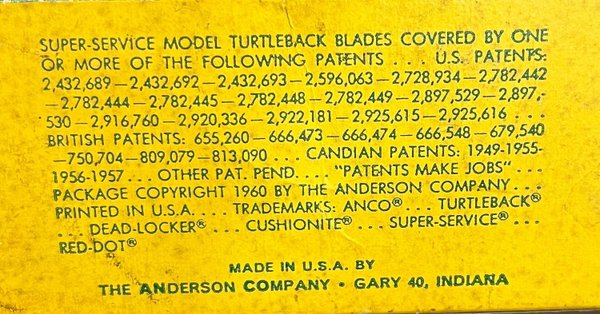 SUPER-SERVICE MODEL TURTLEBACK BLADES COVERED BY ONE
OR MORE OF THE FOLLOWING PATENTS .... U.S. PATENTS:
2,432,689—2,432,692—2,432,693—2,596,063—2,728,934—2,782,442
—2,782,444—2,782,445—2,782,448—2,782,449—2,897,529—2,897,
530—2,916,760—2,920,336—2,922,181—2,925,615—2,925,616 ...
BRITISH PATENTS: 655,260—666,473—666,474—666,548—679,540
—750,704—809,079—813,090 ... CANDIAN PATENTS: 1949-1955-
1956-1957 ... OTHER PAT. PEND. ... "PATENTS MAKE JOBS" ...
PACKAGE COPYRIGHT 1960 BY THE ANDERSON COMPANY ...
PRINTED IN U.S.A. ... TRADEMARKS: ANCO® ... TURTLEBACK®
... DEAD-LOCKER® ... CUSHIONITE® ... SUPER-SERVICE® ...
RED-DOT®
MADE IN U.S.A. BY
THE ANDERSON COMPANY • GARY 40, INDIANA